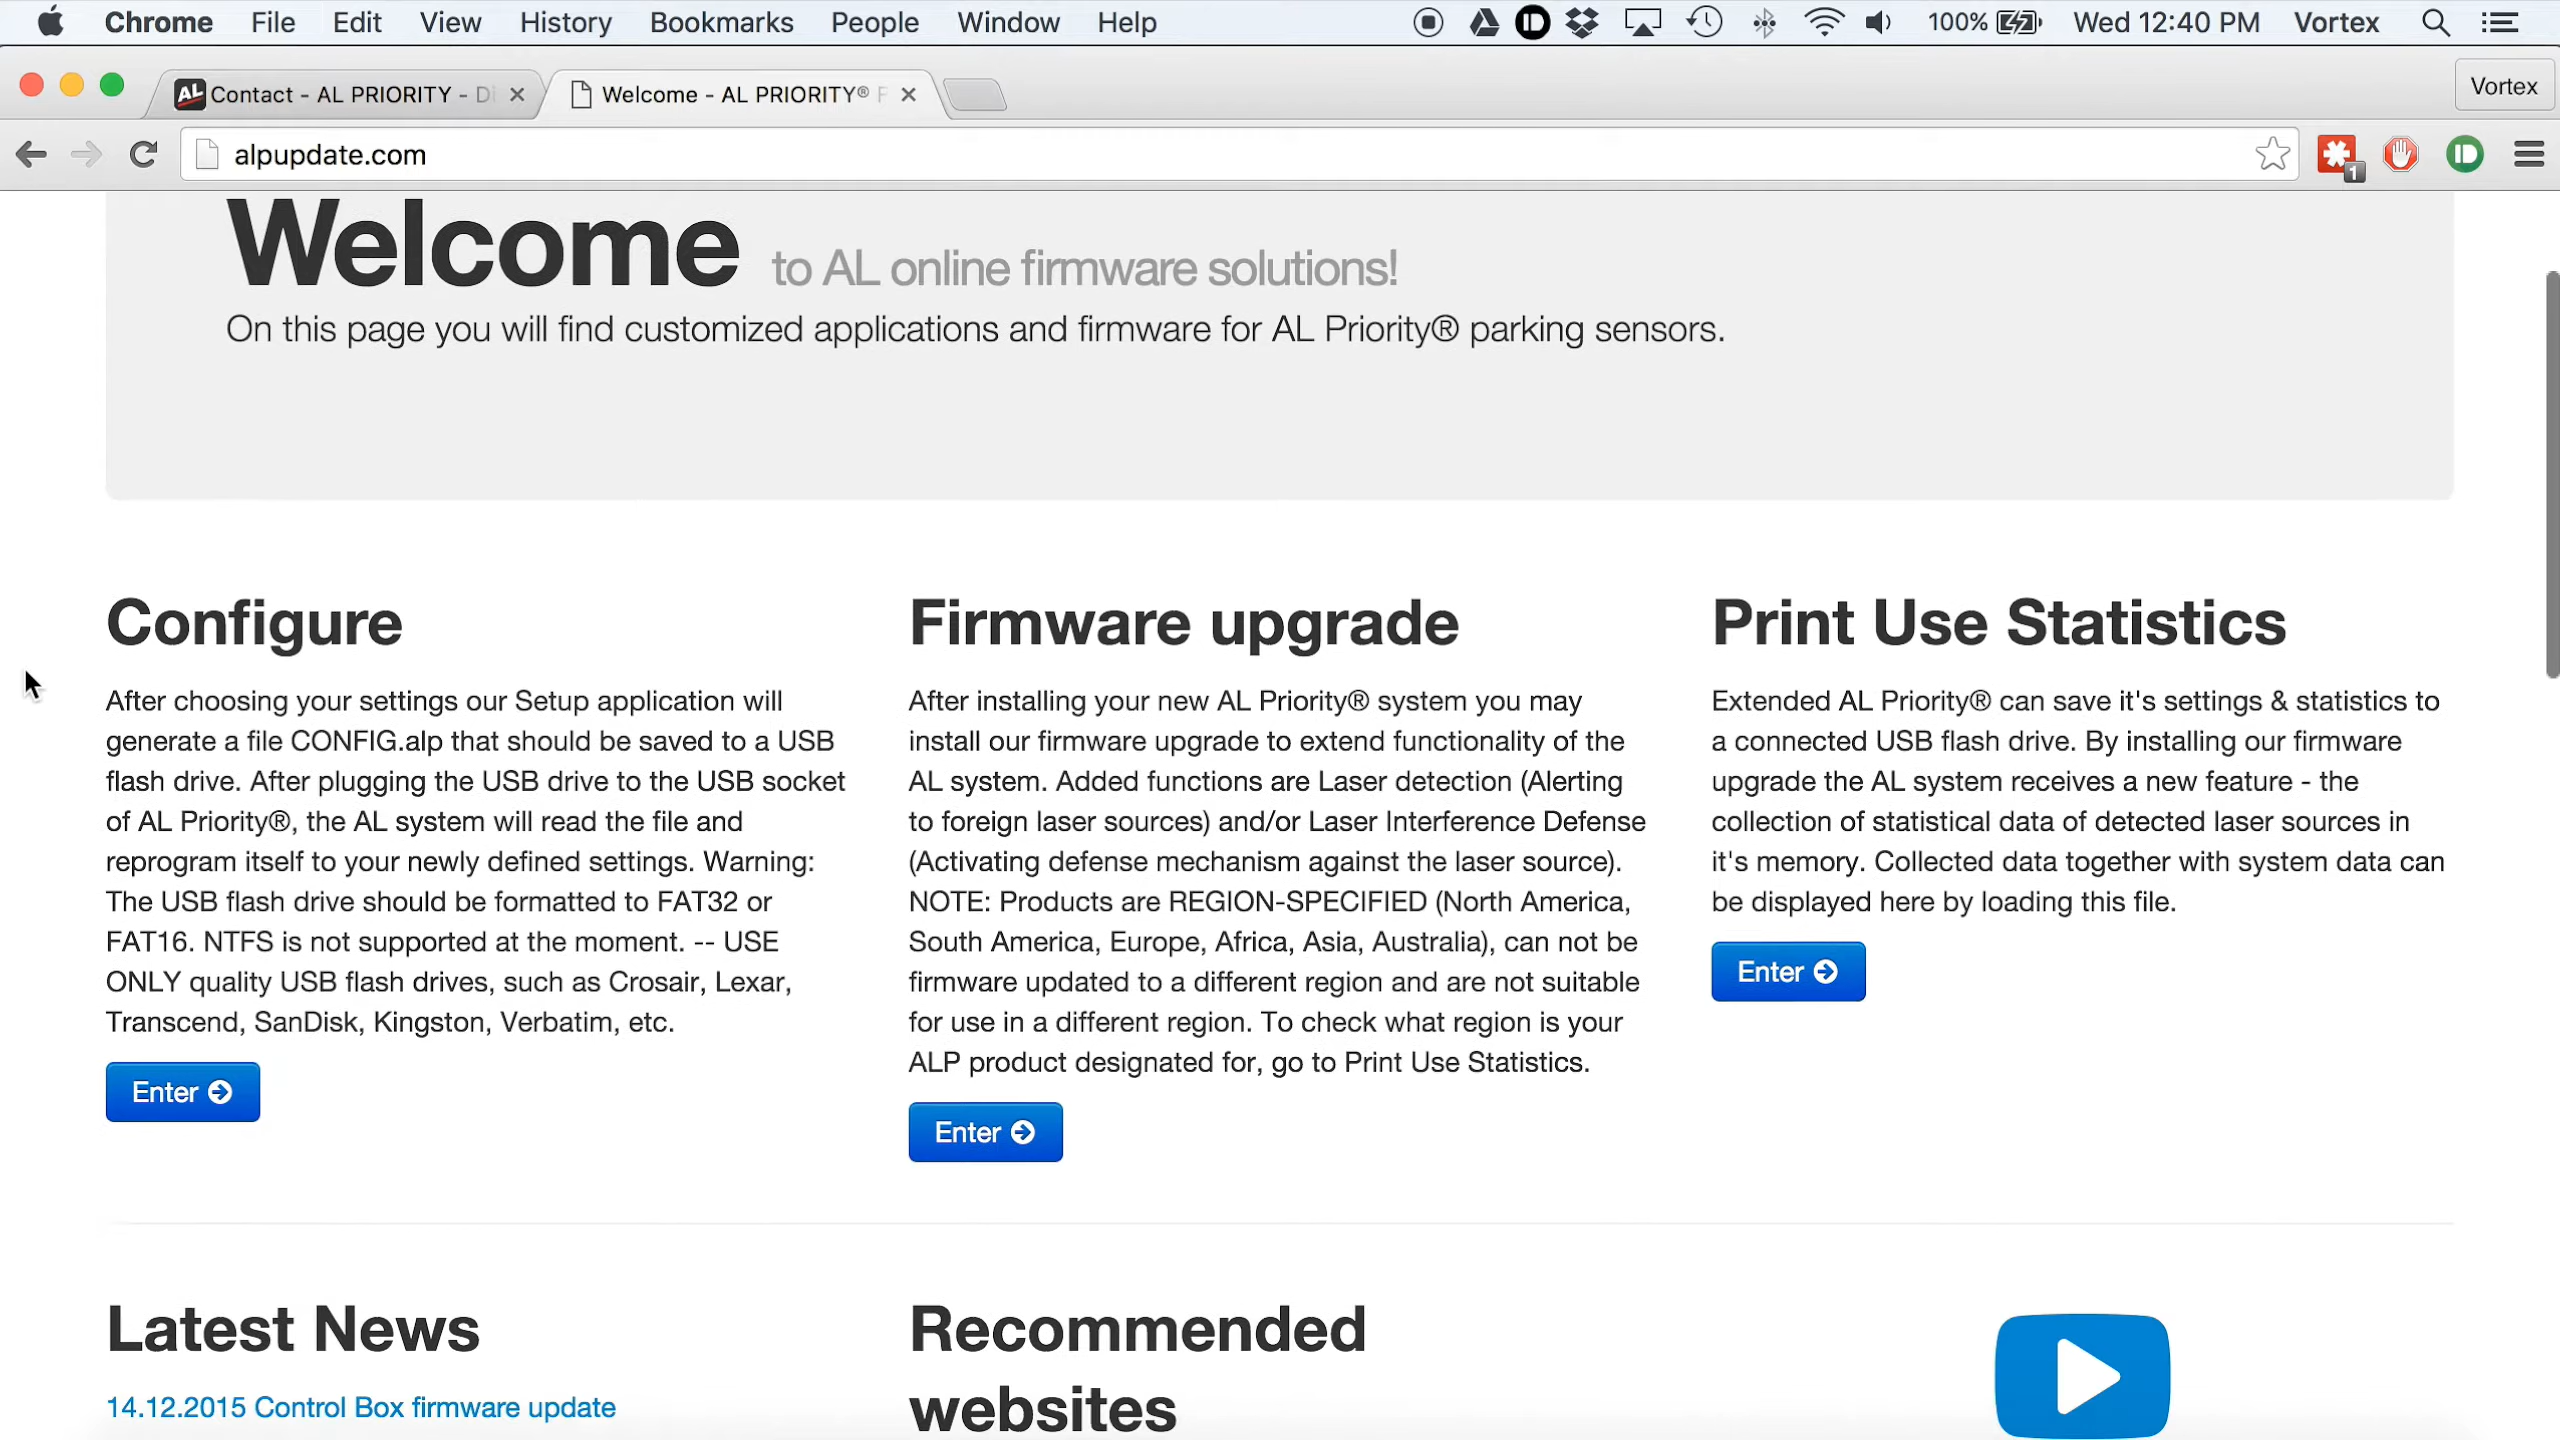 Chrome File Edit View History Bookmarks People Window Help 100% Wed 12:40 PM Vortex
AL Contact - AL PRIORITY - Di Welcome - AL PRIORITY® F Vortex
alpupdate.com 1
Welcome to AL online firmware solutions!
On this page you will find customized applications and firmware for AL Priority® parking sensors.
Configure
After choosing your settings our Setup application will
generate a file CONFIG.alp that should be saved to a USB
flash drive. After plugging the USB drive to the USB socket
of AL Priority®, the AL system will read the file and
reprogram itself to your newly defined settings. Warning:
The USB flash drive should be formatted to FAT32 or
FAT16. NTFS is not supported at the moment. -- USE
ONLY quality USB flash drives, such as Crosair, Lexar,
Transcend, SanDisk, Kingston, Verbatim, etc.
Enter
Firmware upgrade
After installing your new AL Priority® system you may
install our firmware upgrade to extend functionality of the
AL system. Added functions are Laser detection (Alerting
to foreign laser sources) and/or Laser Interference Defense
(Activating defense mechanism against the laser source).
NOTE: Products are REGION-SPECIFIED (North America,
South America, Europe, Africa, Asia, Australia), can not be
firmware updated to a different region and are not suitable
for use in a different region. To check what region is your
ALP product designated for, go to Print Use Statistics.
Enter
Print Use Statistics
Extended AL Priority® can save it's settings & statistics to
a connected USB flash drive. By installing our firmware
upgrade the AL system receives a new feature - the
collection of statistical data of detected laser sources in
it's memory. Collected data together with system data can
be displayed here by loading this file.
Enter
Latest News
14.12.2015 Control Box firmware update
Recommended
websites